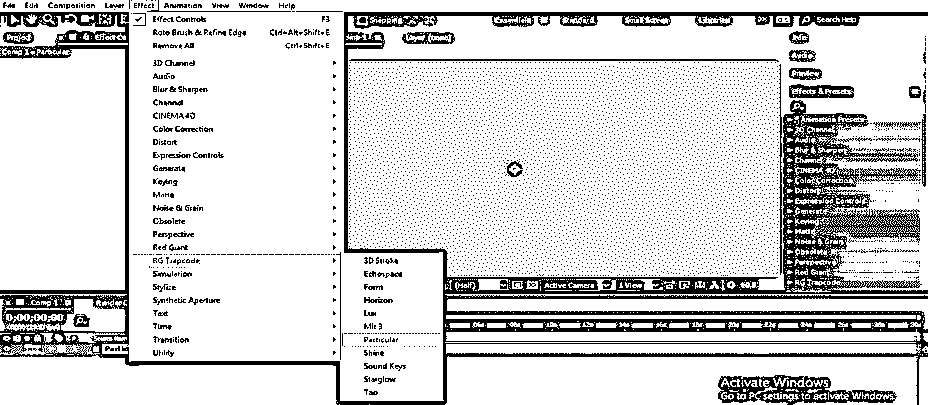 File Edit Composition Layer Effect Animation View Window Help
Snapping
Essentials Standard Small Screen Libraries Search Help
Project
Effect Controls F3
Roto Brush & Refine Edge Ctrl+Alt+Shift+E
Remove All Ctrl+Shift+E
3D Channel
Audio
Blur & Sharpen
Channel
CINEMA 4D
Color Correction
Distort
Expression Controls
Generate
Keying
Matte
Noise & Grain
Obsolete
Perspective
Red Giant
RG Trapcode
Simulation
Stylize
Synthetic Aperture
Text
Time
Transition
Utility
3D Stroke
Echospace
Form
Horizon
Lux
Mir 3
Particular
Shine
Sound Keys
Starglow
Tao
(Half) Active Camera 1 View
Info
Audio
Preview
Effects & Presets
Animation Presets
3D Channel
Audio
Blur & Sharpen
Channel
CINEMA 4D
Color Correction
Distort
Expression Controls
Generate
Keying
Matte
Noise & Grain
Obsolete
Perspective
Red Giant
RG Trapcode
Comp 1
0;00;00;00
Activate Windows
Go to PC settings to activate Windows.